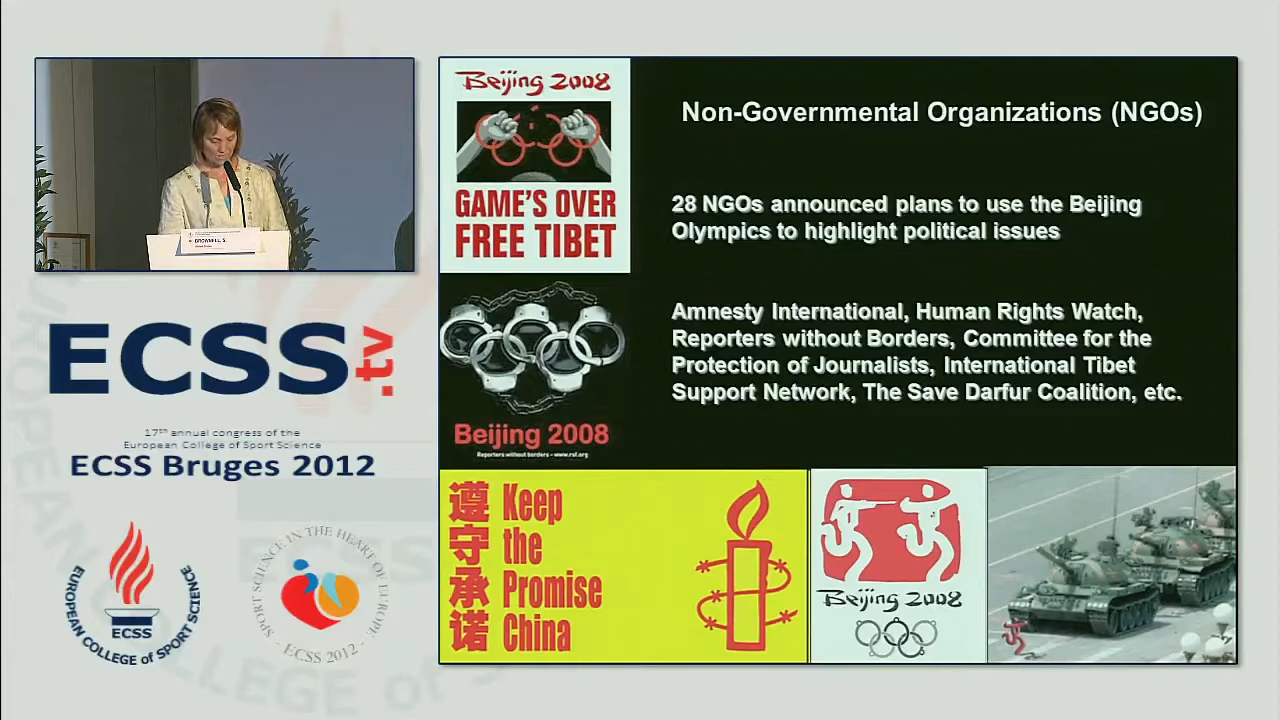 Beijing 2008
GAME'S OVER
FREE TIBET
Non-Governmental Organizations (NGOs)
28 NGOs announced plans to use the Beijing
Olympics to highlight political issues
Amnesty International, Human Rights Watch,
Reporters without Borders, Committee for the
Protection of Journalists, International Tibet
Support Network, The Save Darfur Coalition, etc.
BROWNELL, S.
ECSS.tv
17th annual congress of the
European College of Sport Science
ECSS Bruges 2012
EUROPEAN COLLEGE of SPORT SCIENCE
ECSS
SPORT SCIENCE IN THE HEART OF EUROPE
- ECSS 2012 -
Beijing 2008
Reporters without borders - www.rsf.org
遵守承诺
Keep
the
Promise
China
Beijing 2008